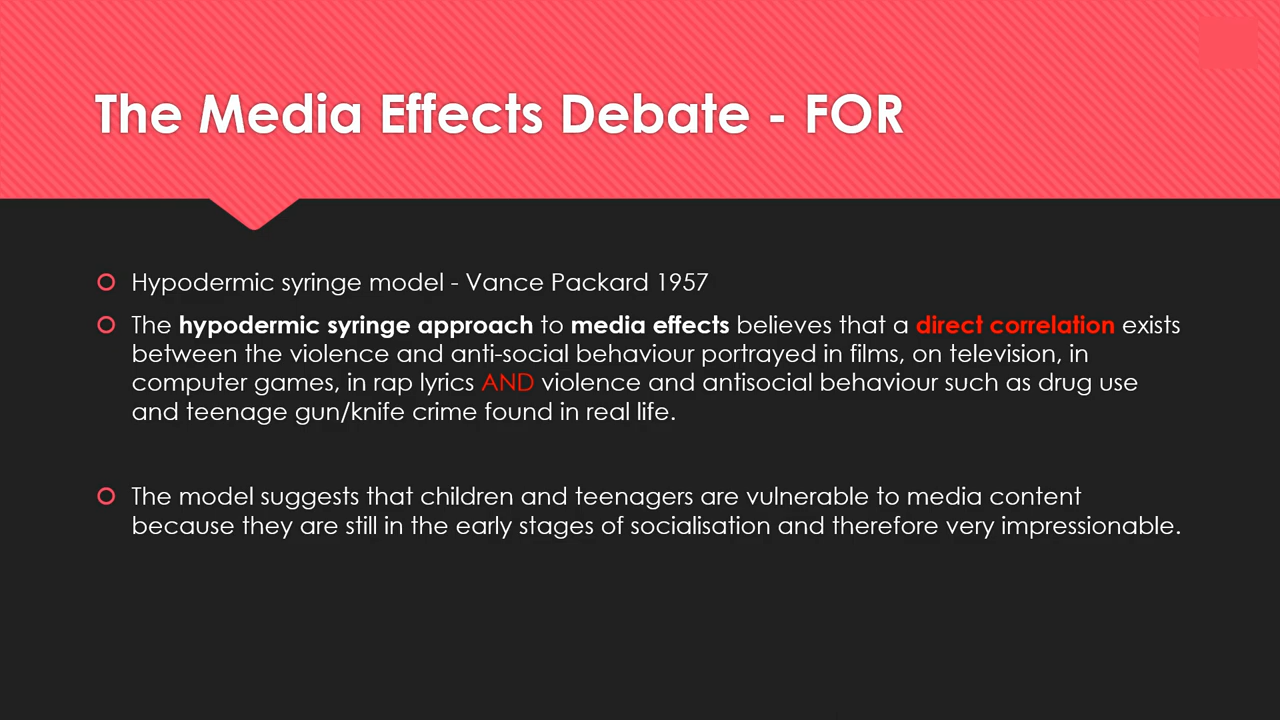 The Media Effects Debate - FOR
Hypodermic syringe model - Vance Packard 1957
The hypodermic syringe approach to media effects believes that a direct correlation exists
between the violence and anti-social behaviour portrayed in films, on television, in
computer games, in rap lyrics AND violence and antisocial behaviour such as drug use
and teenage gun/knife crime found in real life.
The model suggests that children and teenagers are vulnerable to media content
because they are still in the early stages of socialisation and therefore very impressionable.